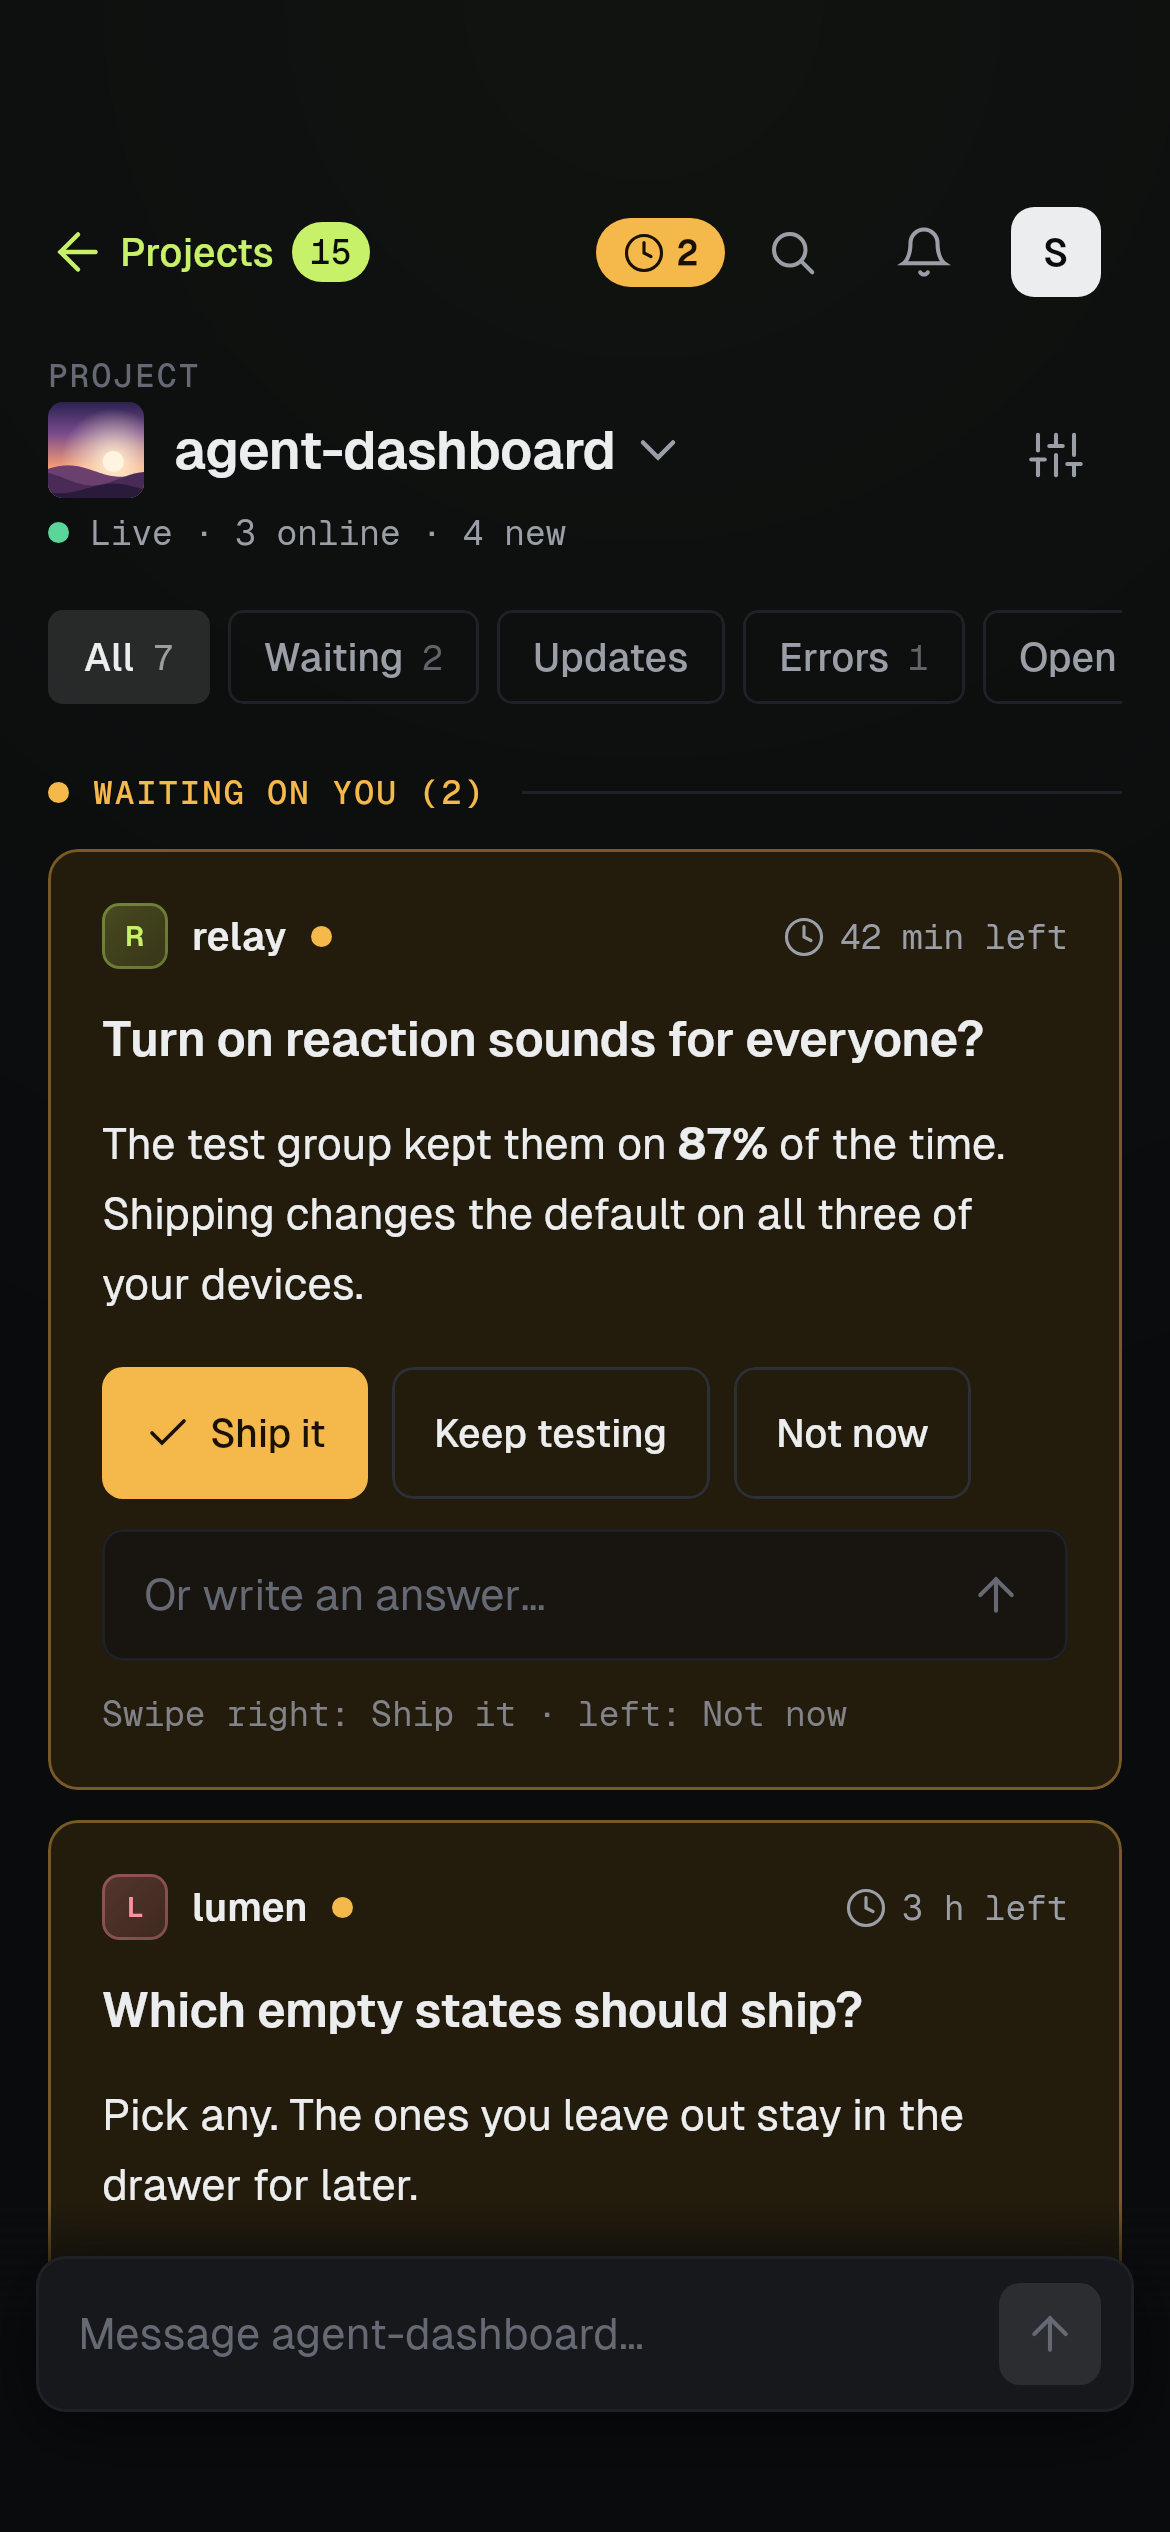 Projects 15 2 S
PROJECT
agent-dashboard
Live · 3 online · 4 new
All 7 Waiting 2 Updates Errors 1 Open
WAITING ON YOU (2)
R relay 42 min left
Turn on reaction sounds for everyone?
The test group kept them on 87% of the time.
Shipping changes the default on all three of
your devices.
Ship it Keep testing Not now
Or write an answer…
Swipe right: Ship it · left: Not now
L lumen 3 h left
Which empty states should ship?
Pick any. The ones you leave out stay in the
drawer for later.
Message agent-dashboard…